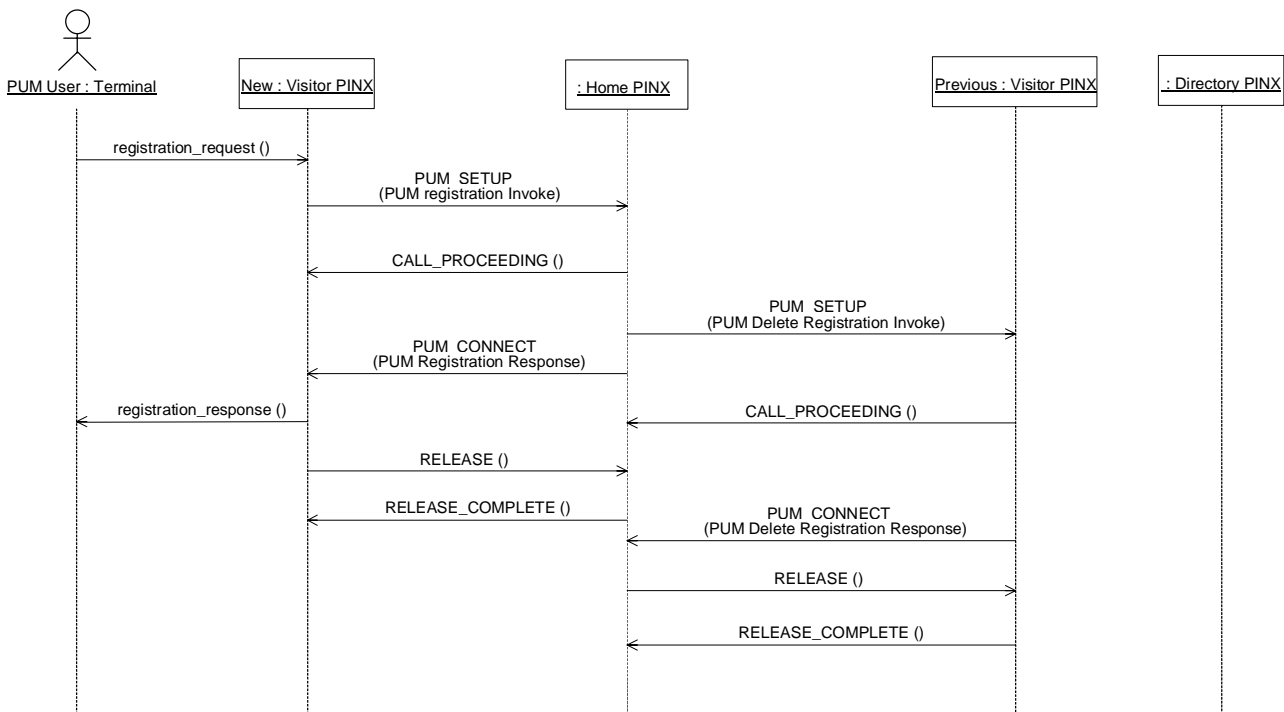 PUM User : Terminal
New : Visitor PINX
: Home PINX
Previous : Visitor PINX
: Directory PINX
registration_request ()
PUM SETUP
(PUM registration Invoke)
CALL_PROCEEDING ()
PUM SETUP
(PUM Delete Registration Invoke)
PUM CONNECT
(PUM Registration Response)
registration_response ()
CALL_PROCEEDING ()
RELEASE ()
RELEASE_COMPLETE ()
PUM CONNECT
(PUM Delete Registration Response)
RELEASE ()
RELEASE_COMPLETE ()